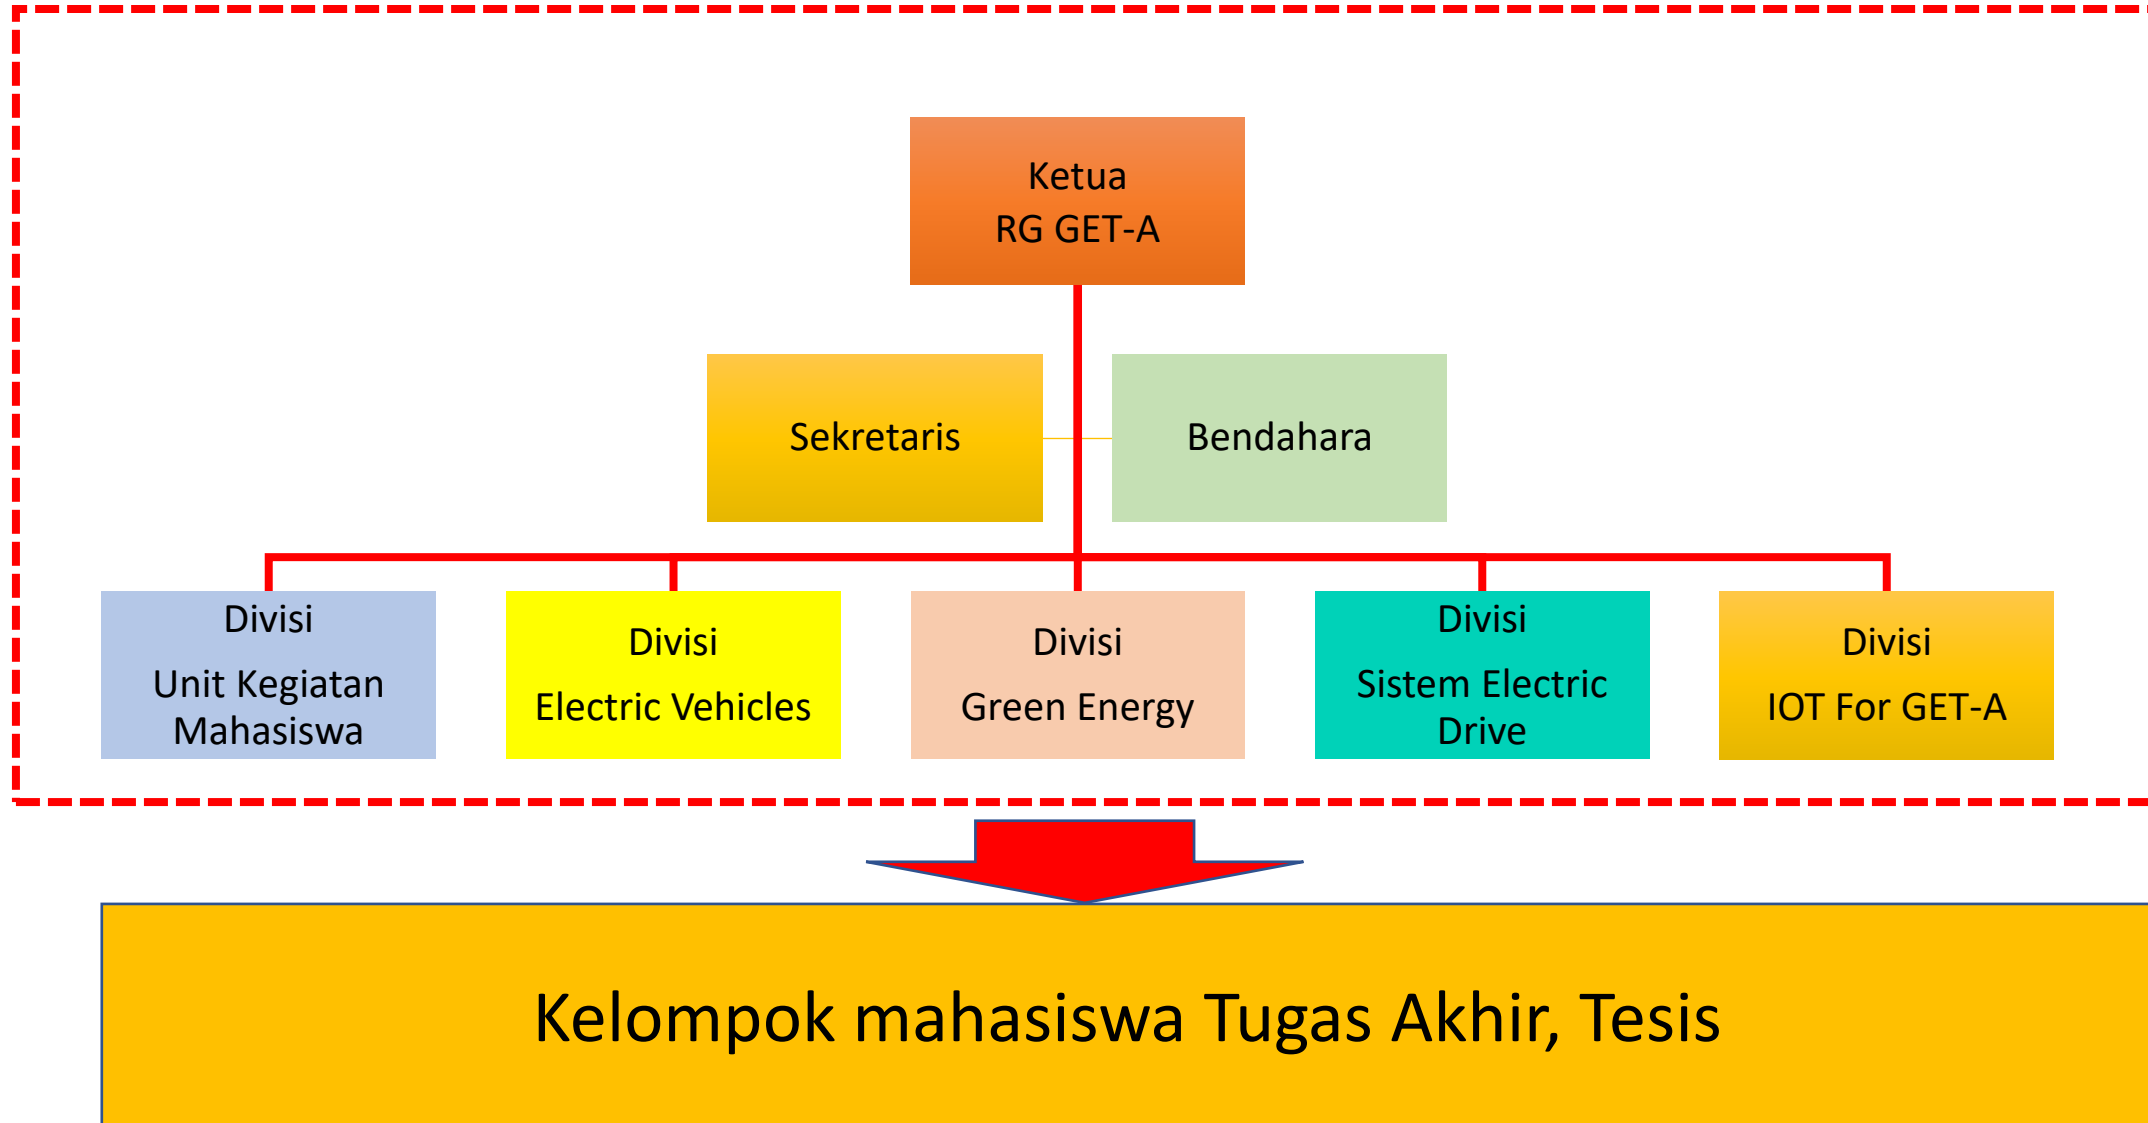 Ketua
RG GET-A
Sekretaris
Bendahara
Divisi
Unit Kegiatan
Mahasiswa
Divisi
Electric Vehicles
Divisi
Green Energy
Divisi
Sistem Electric
Drive
Divisi
IOT For GET-A
Kelompok mahasiswa Tugas Akhir, Tesis